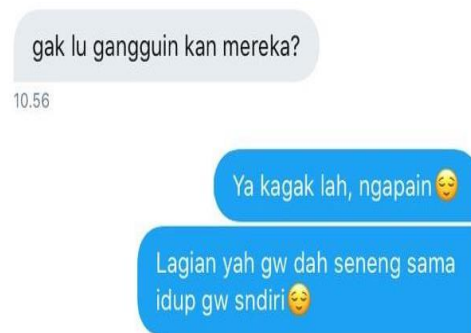 gak lu gangguin kan mereka?
10.56
Ya kagak lah, ngapain😌
Lagian yah gw dah seneng sama
idup gw sndiri😌